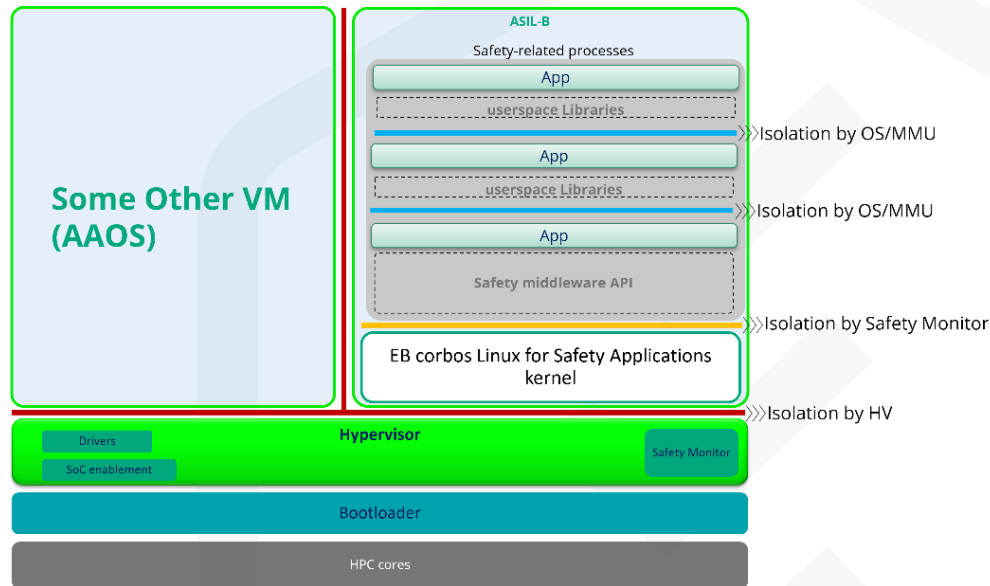 ASIL-B
Safety-related processes
App
userspace Libraries
Isolation by OS/MMU
App
userspace Libraries
Isolation by OS/MMU
App
Safety middleware API
Isolation by Safety Monitor
EB corbos Linux for Safety Applications
kernel
Some Other VM
(AAOS)
Isolation by HV
Hypervisor
Drivers
SoC enablement
Safety Monitor
Bootloader
HPC cores